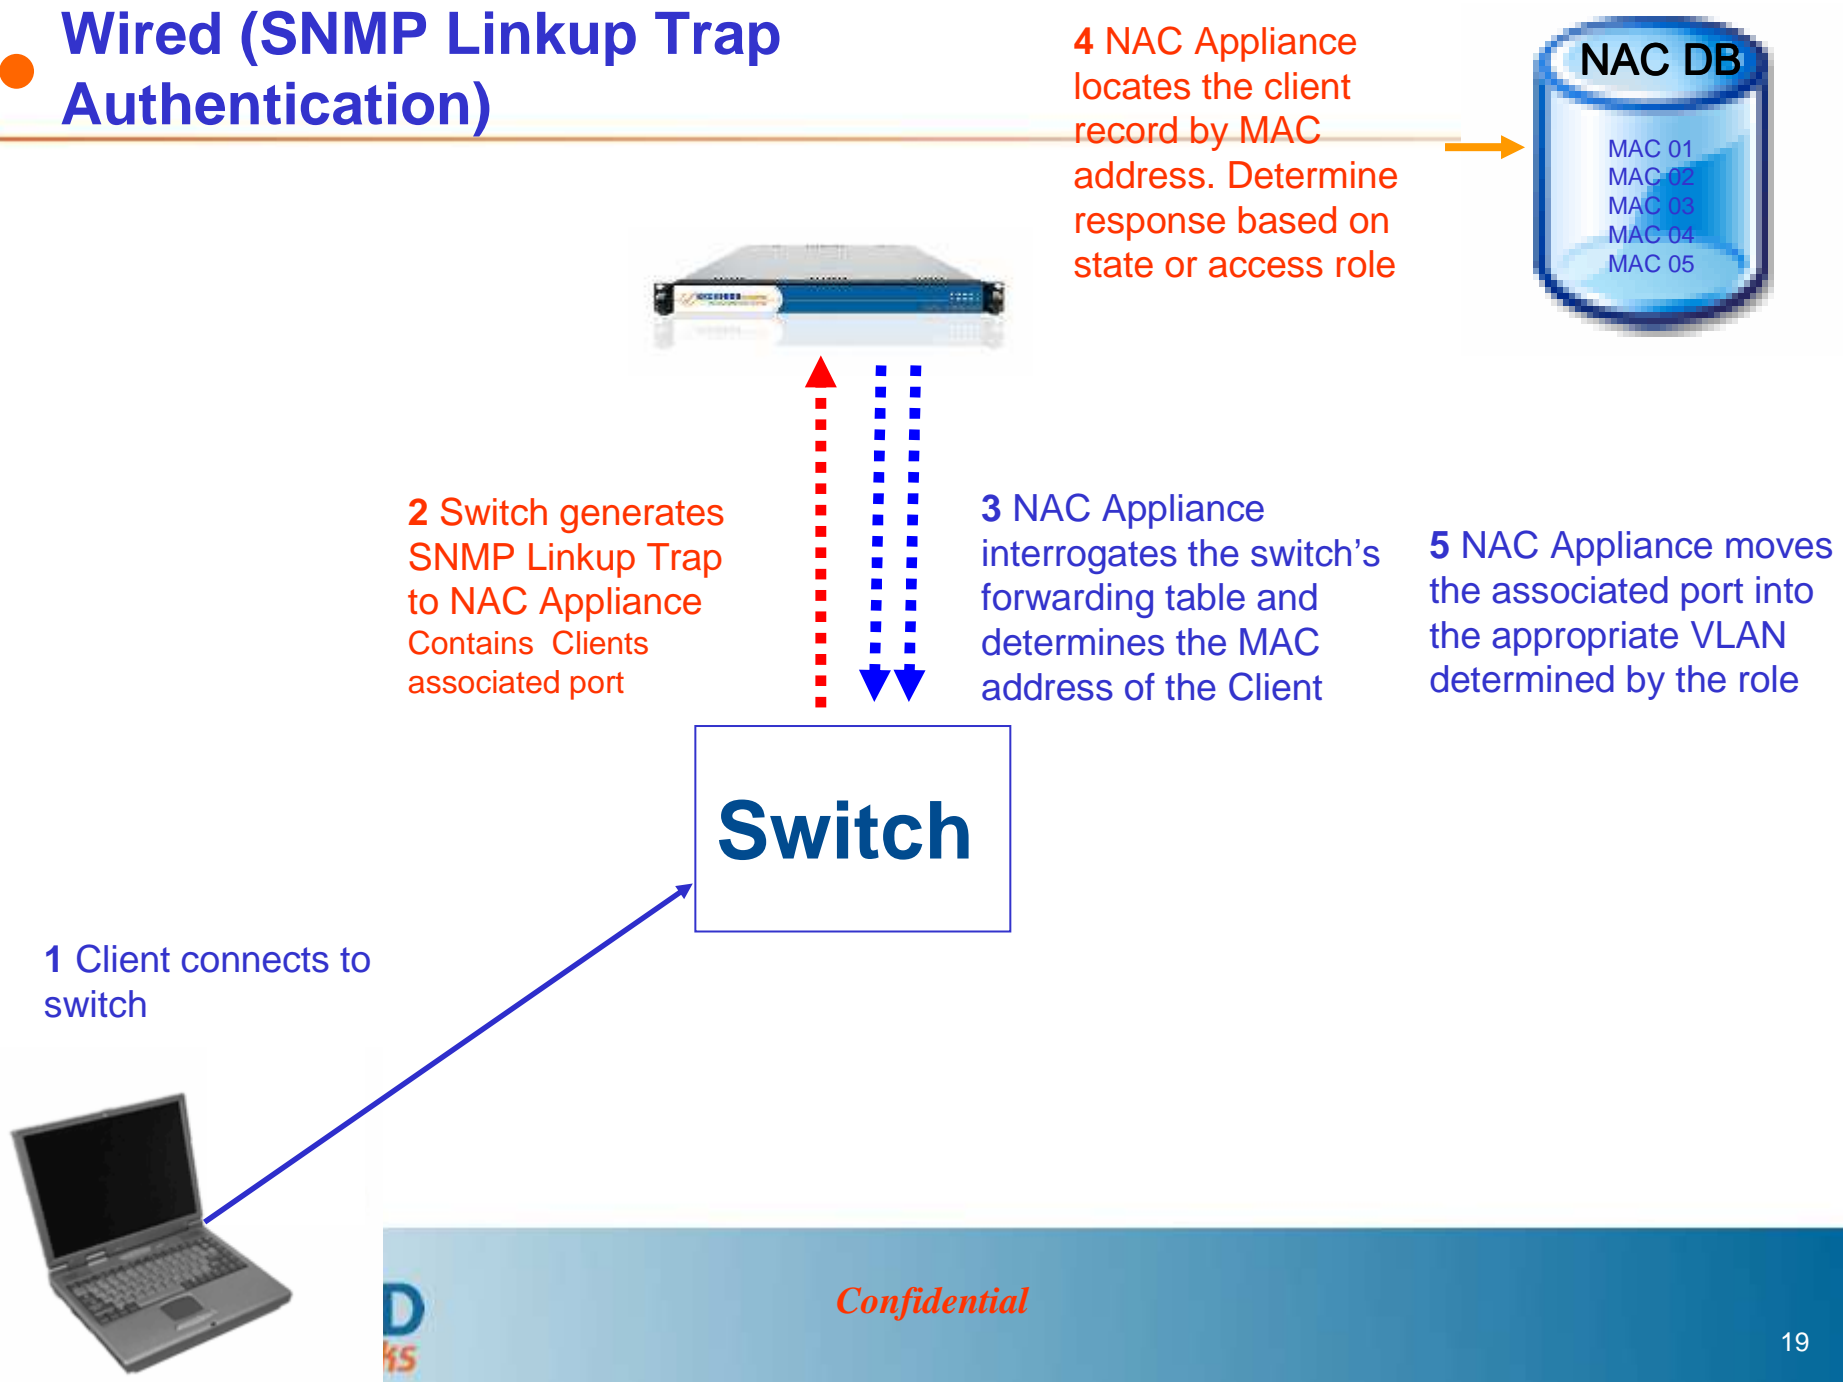 Wired (SNMP Linkup Trap
Authentication)
4 NAC Appliance
locates the client
record by MAC
address. Determine
response based on
state or access role
NAC DB
MAC 01
MAC 02
MAC 03
MAC 04
MAC 05
2 Switch generates
SNMP Linkup Trap
to NAC Appliance
Contains  Clients
associated port
3 NAC Appliance
interrogates the switch’s
forwarding table and
determines the MAC
address of the Client
5 NAC Appliance moves
the associated port into
the appropriate VLAN
determined by the role
Switch
1 Client connects to
switch
D
ks
Confidential
19